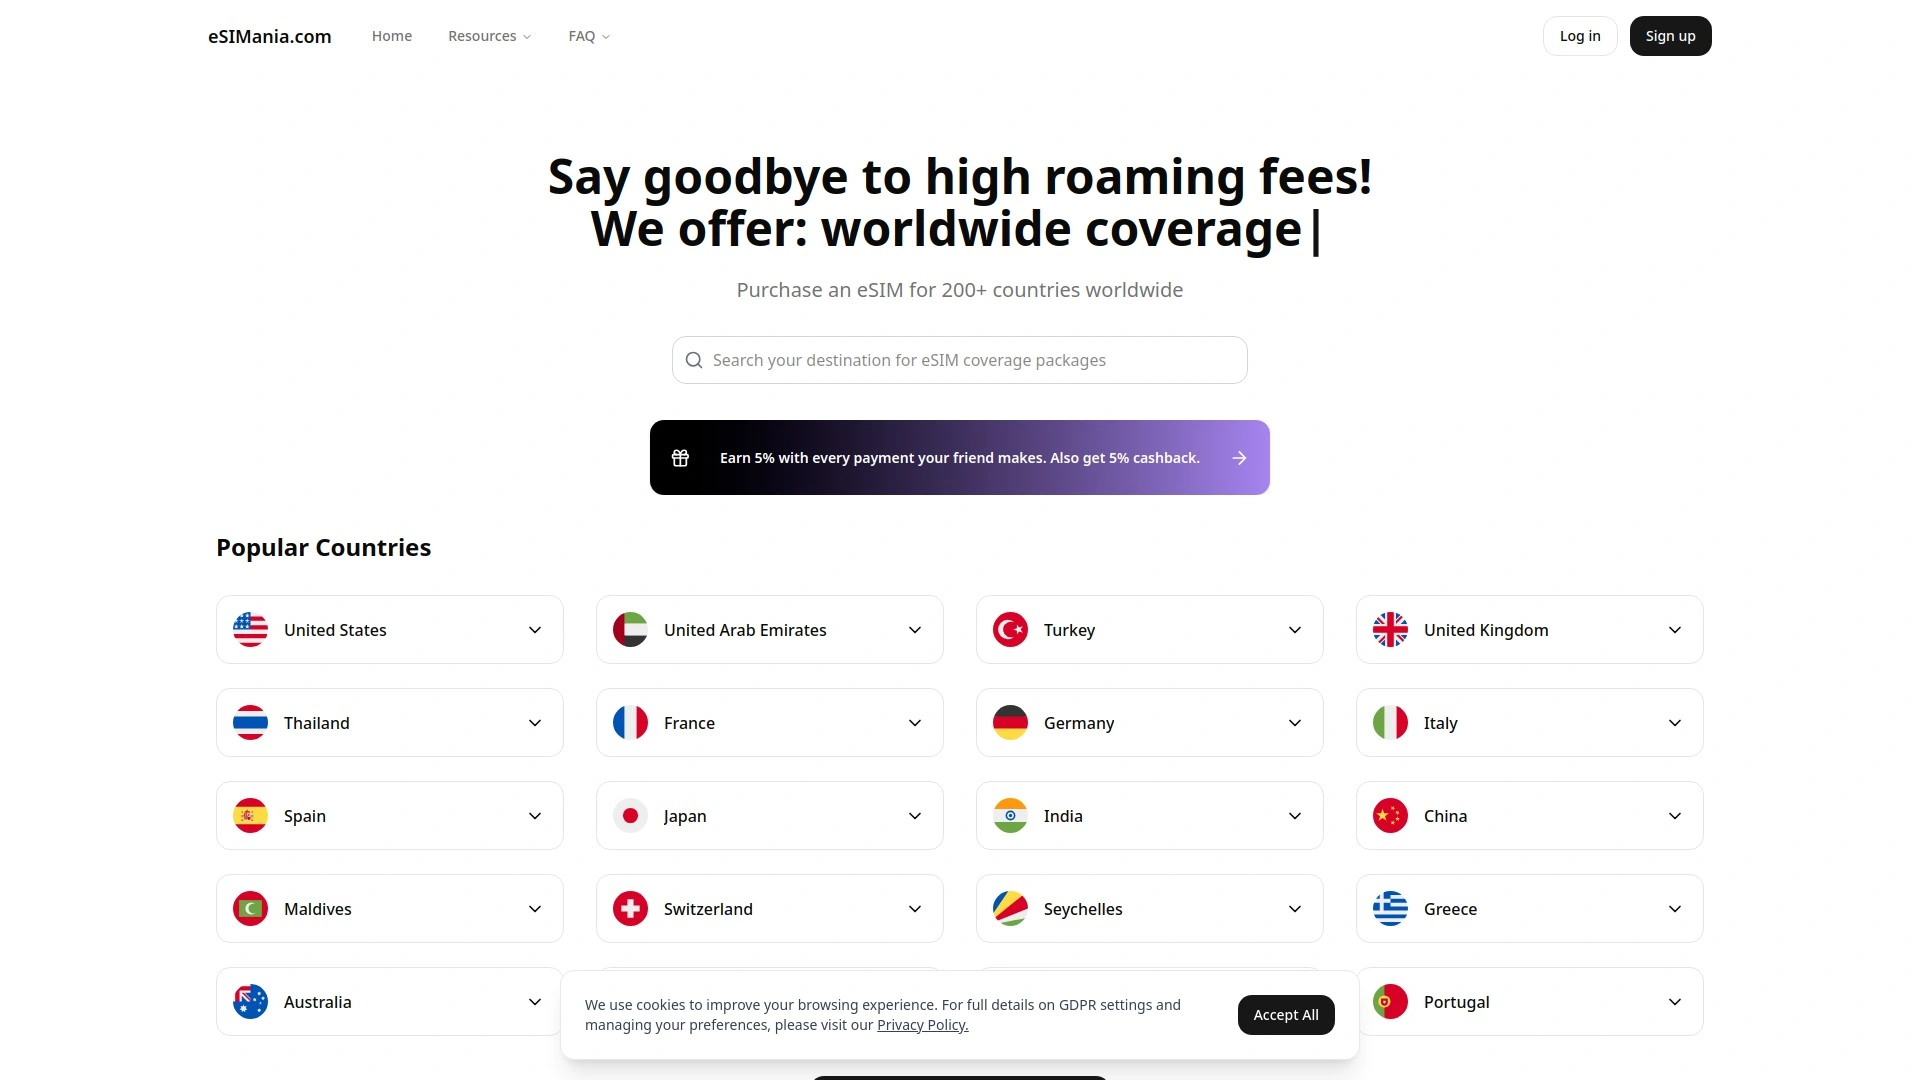 eSIMania.com
Home
Resources
FAQ
Log in
Sign up
Say goodbye to high roaming fees!
We offer: worldwide coverage|
Purchase an eSIM for 200+ countries worldwide
Search your destination for eSIM coverage packages
Earn 5% with every payment your friend makes. Also get 5% cashback.
Popular Countries
United States
United Arab Emirates
Turkey
United Kingdom
Thailand
France
Germany
Italy
Spain
Japan
India
China
Maldives
Switzerland
Seychelles
Greece
Australia
Portugal
We use cookies to improve your browsing experience. For full details on GDPR settings and
managing your preferences, please visit our Privacy Policy.
Accept All